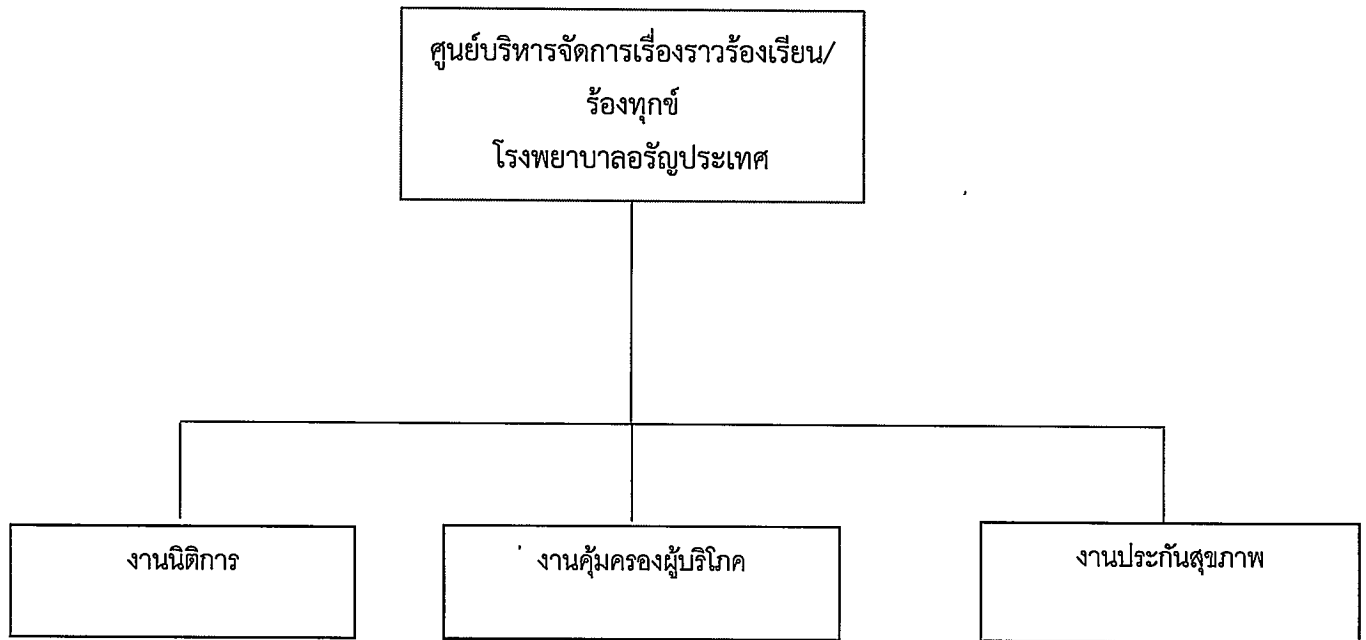 ศูนย์บริหารจัดการเรื่องราวร้องเรียน/
ร้องทุกข์
โรงพยาบาลอรัญประเทศ
งานนิติการ
งานคุ้มครองผู้บริโภค
งานประกันสุขภาพ